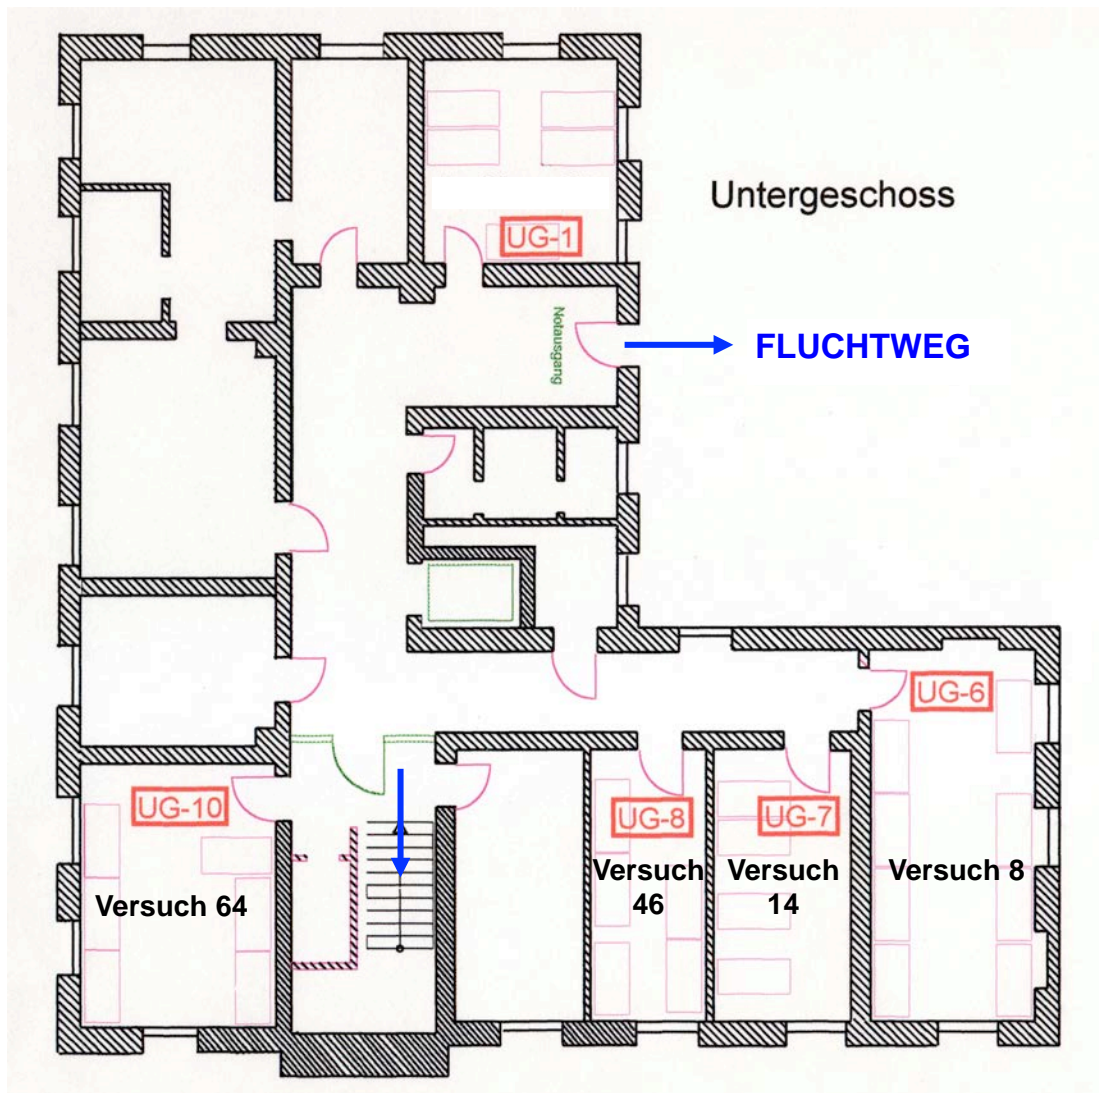 Untergeschoss
UG-1
Notausgang
FLUCHTWEG
UG-6
UG-10
UG-8
UG-7
Versuch 64
Versuch
46
Versuch
14
Versuch 8